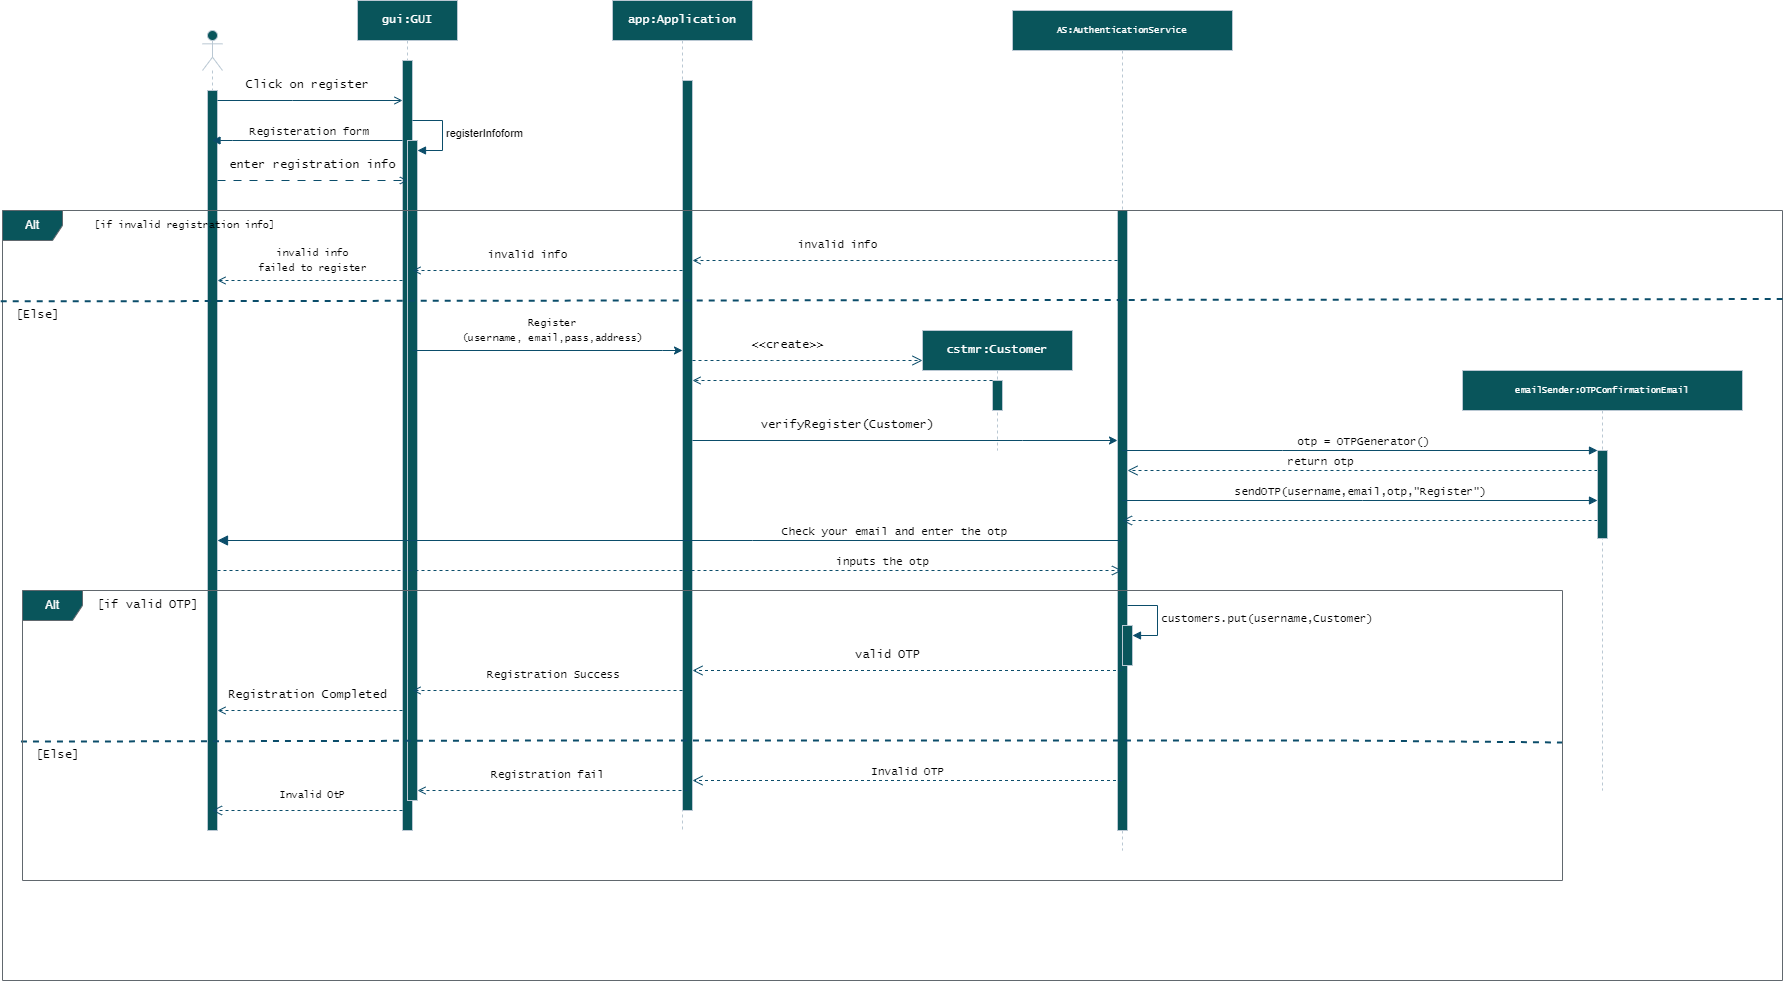 gui:GUI
app:Application
AS:AuthenticationService
Click on register
Registeration form
registerInfoform
enter registration info
Alt
[if invalid registration info]
invalid info
invalid info
invalid info
failed to register
[Else]
Register
(username, email,pass,address)
<<create>>
cstmr:Customer
emailSender:OTPConfirmationEmail
verifyRegister(Customer)
otp = OTPGenerator()
return otp
sendOTP(username,email,otp,"Register")
Check your email and enter the otp
inputs the otp
Alt
[if valid OTP]
customers.put(username,Customer)
valid OTP
Registration Success
Registration Completed
[Else]
Invalid OTP
Registration fail
Invalid OtP